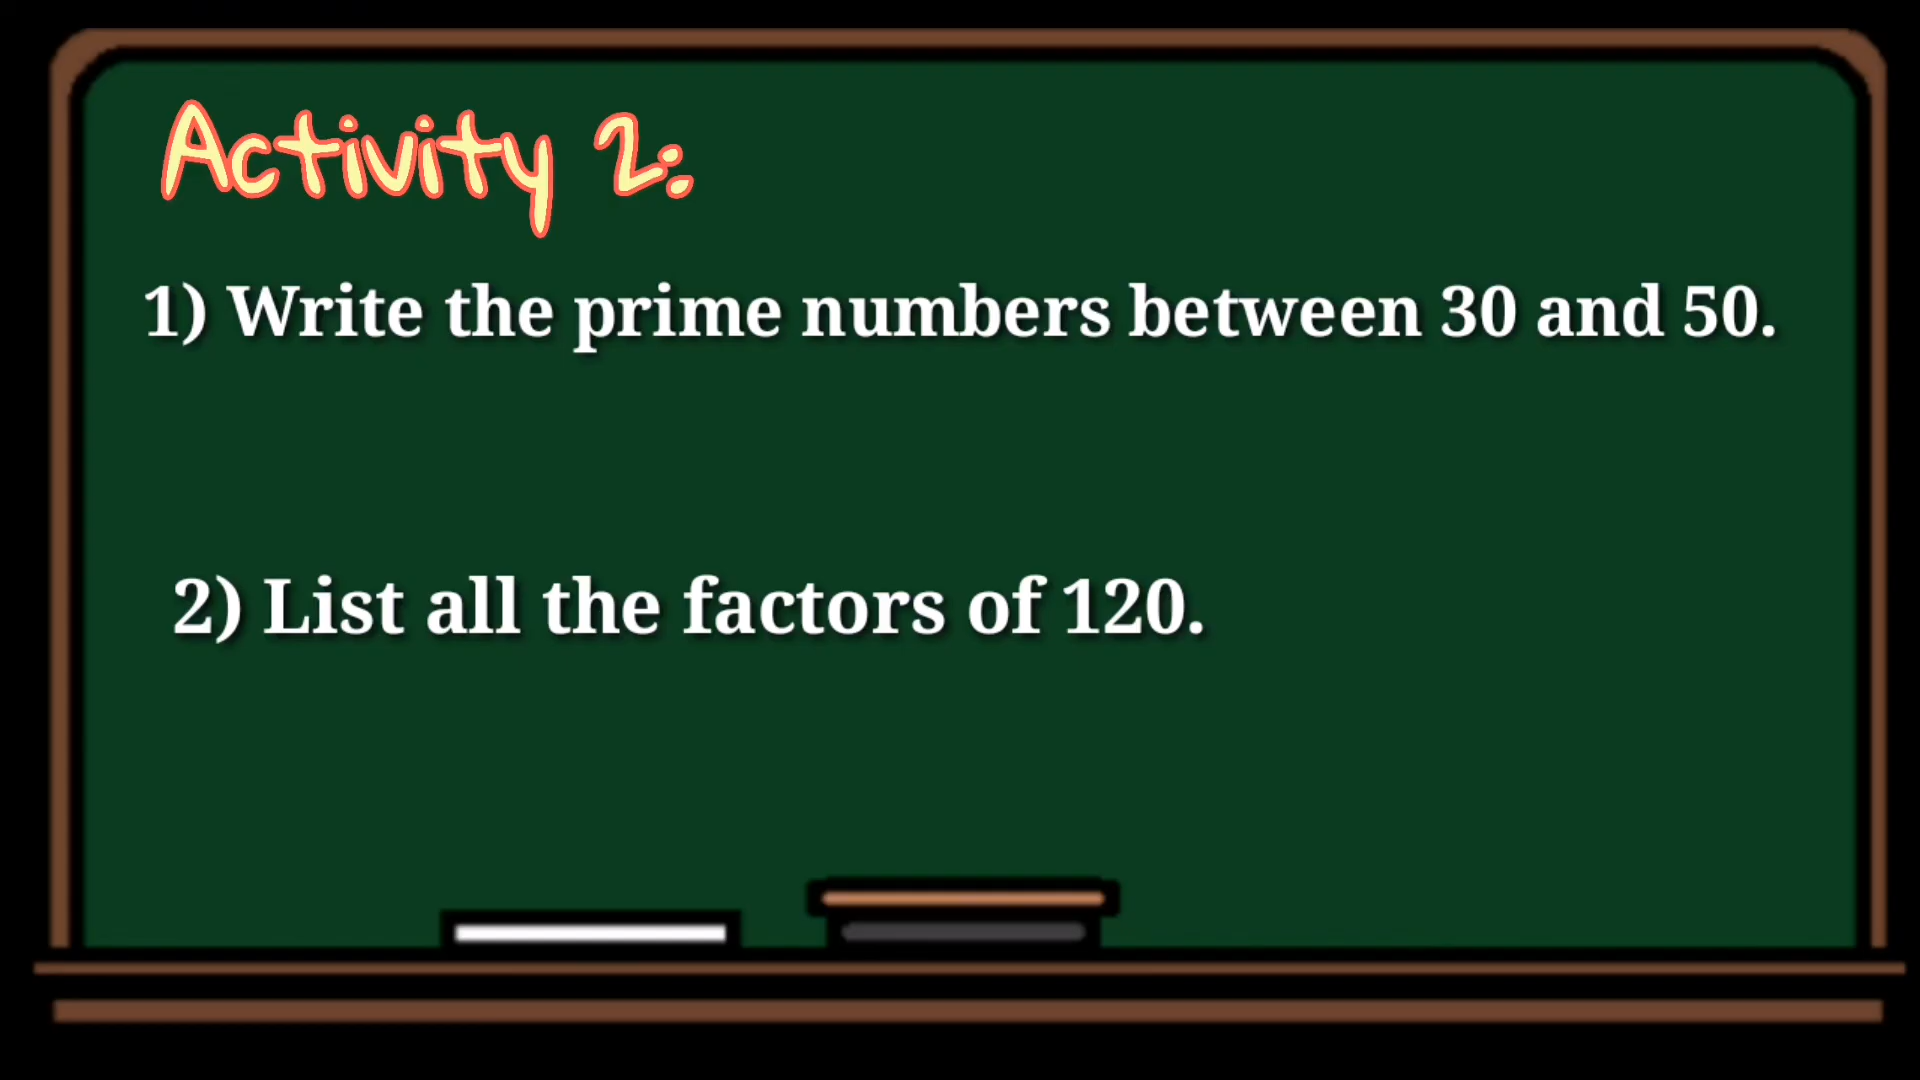 Activity 2:
1) Write the prime numbers between 30 and 50.
2) List all the factors of 120.